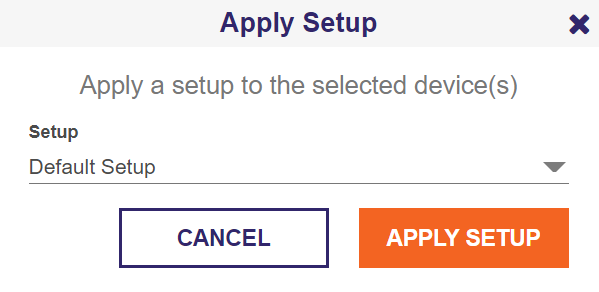 Apply Setup
Apply a setup to the selected device(s)
Setup
Default Setup
CANCEL
APPLY SETUP